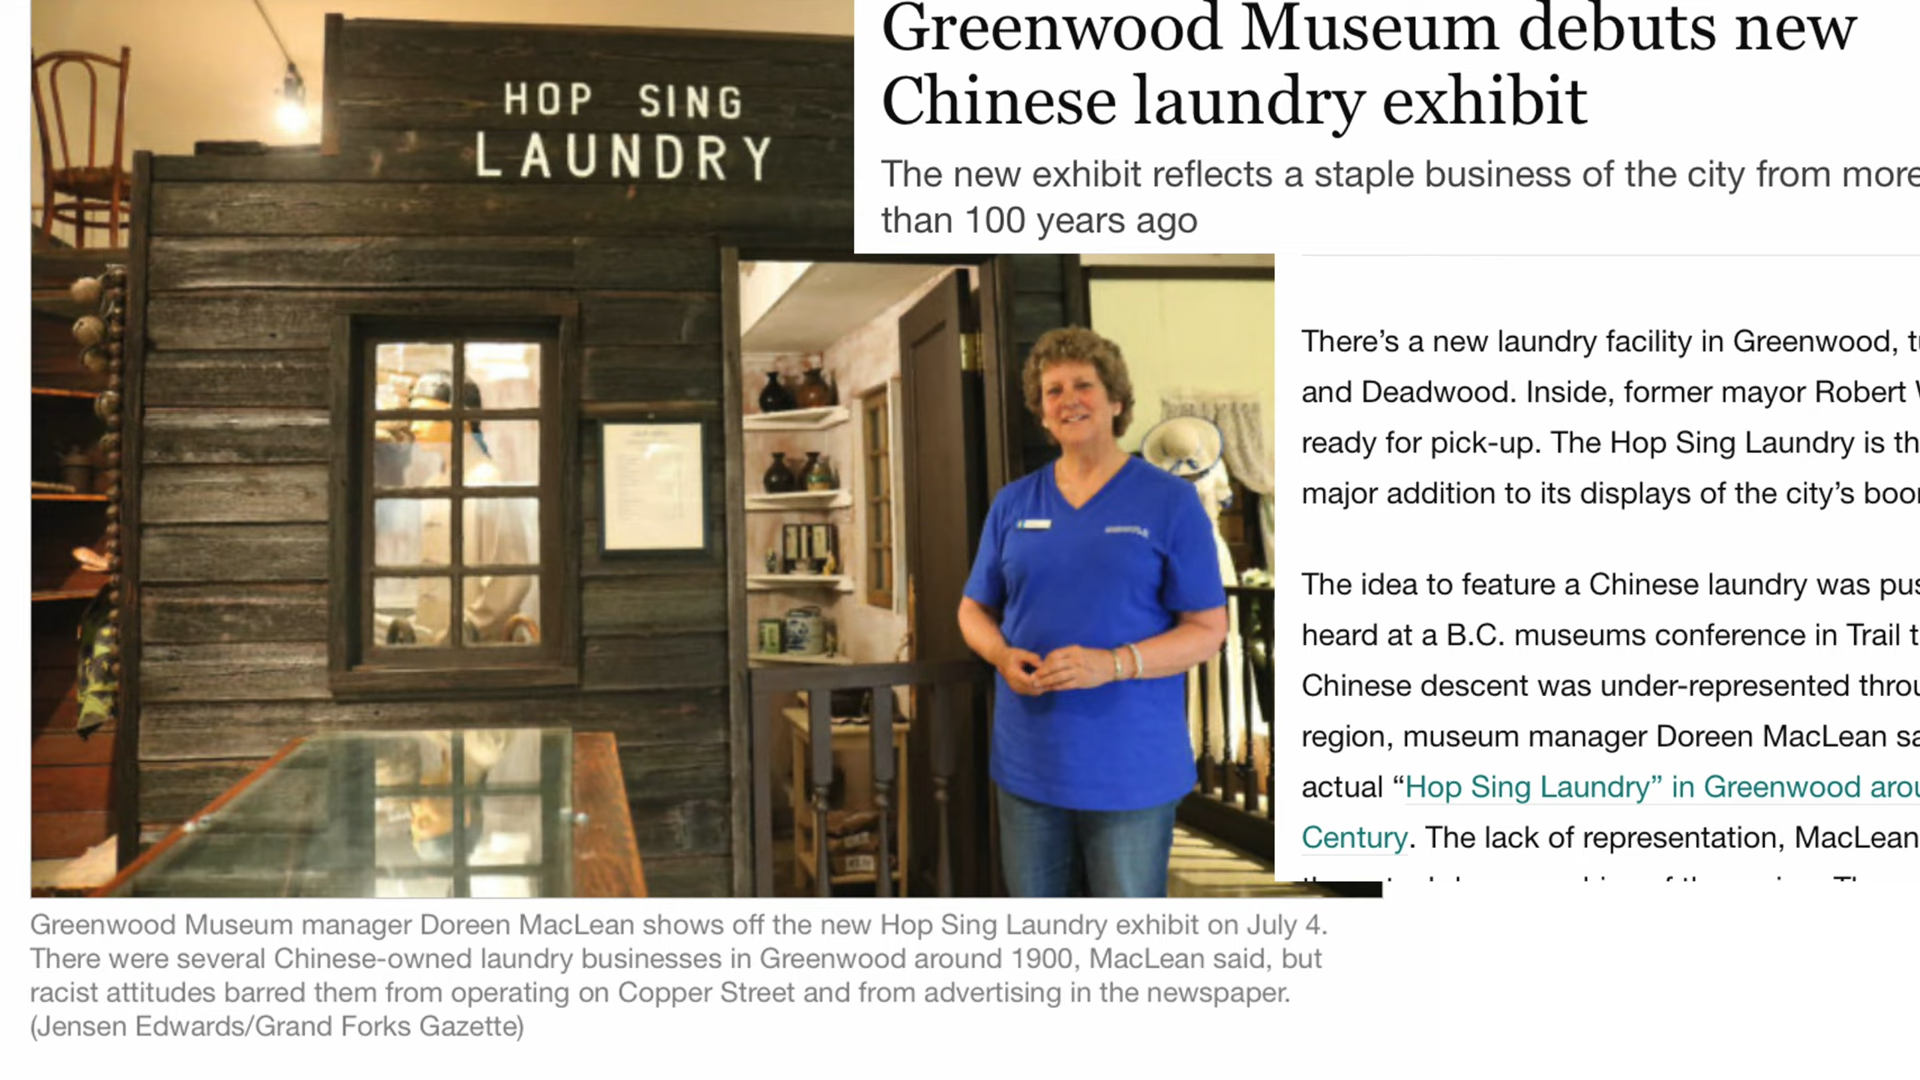 HOP SING
LAUNDRY
Greenwood Museum debuts new
Chinese laundry exhibit
The new exhibit reflects a staple business of the city from more
than 100 years ago
There’s a new laundry facility in Greenwood,
and Deadwood. Inside, former mayor Robert
ready for pick-up. The Hop Sing Laundry is
major addition to its displays of the city’s
The idea to feature a Chinese laundry was
heard at a B.C. museums conference in Trail
Chinese descent was under-represented
region, museum manager Doreen MacLean
actual “Hop Sing Laundry” in Greenwood
Century. The lack of representation, MacLean
Greenwood Museum manager Doreen MacLean shows off the new Hop Sing Laundry exhibit on July 4.
There were several Chinese-owned laundry businesses in Greenwood around 1900, MacLean said, but
racist attitudes barred them from operating on Copper Street and from advertising in the newspaper.
(Jensen Edwards/Grand Forks Gazette)